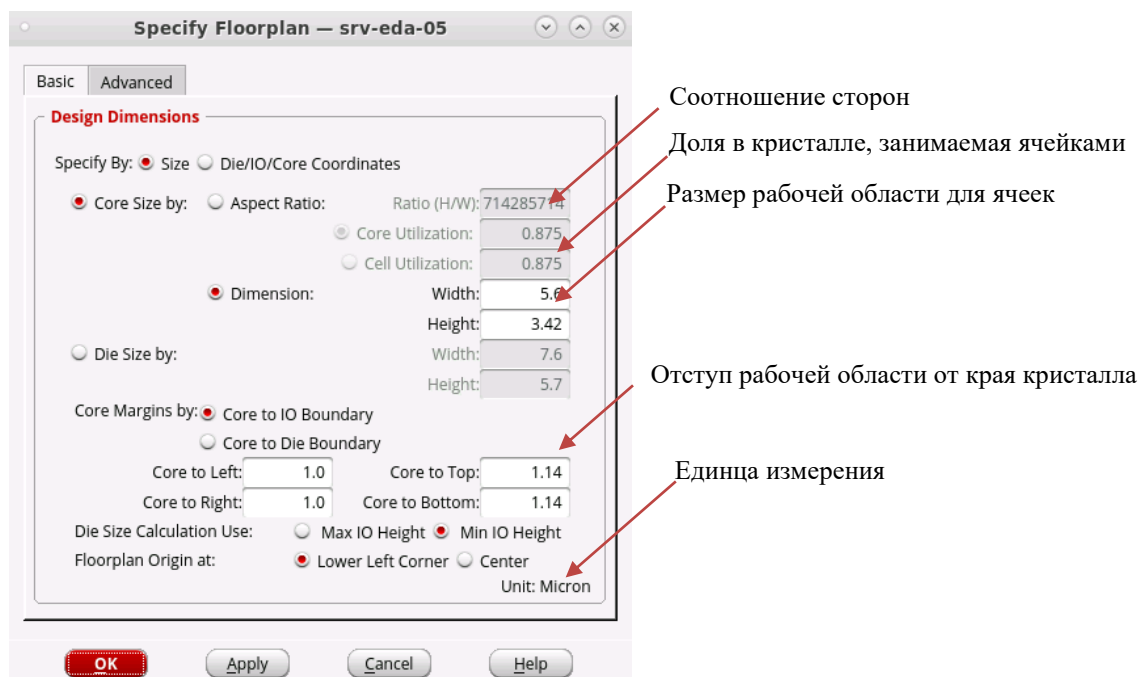 Specify Floorplan — srv-eda-05
Basic Advanced
Design Dimensions
Specify By: Size Die/IO/Core Coordinates
Core Size by: Aspect Ratio: Ratio (H/W): 714285714
Core Utilization: 0.875
Cell Utilization: 0.875
Dimension: Width: 5.6
Height: 3.42
Die Size by: Width: 7.6
Height: 5.7
Core Margins by: Core to IO Boundary
Core to Die Boundary
Core to Left: 1.0 Core to Top: 1.14
Core to Right: 1.0 Core to Bottom: 1.14
Die Size Calculation Use: Max IO Height Min IO Height
Floorplan Origin at: Lower Left Corner Center
Unit: Micron
OK Apply Cancel Help
Соотношение сторон
Доля в кристалле, занимаемая ячейками
Размер рабочей области для ячеек
Отступ рабочей области от края кристалла
Единца измерения